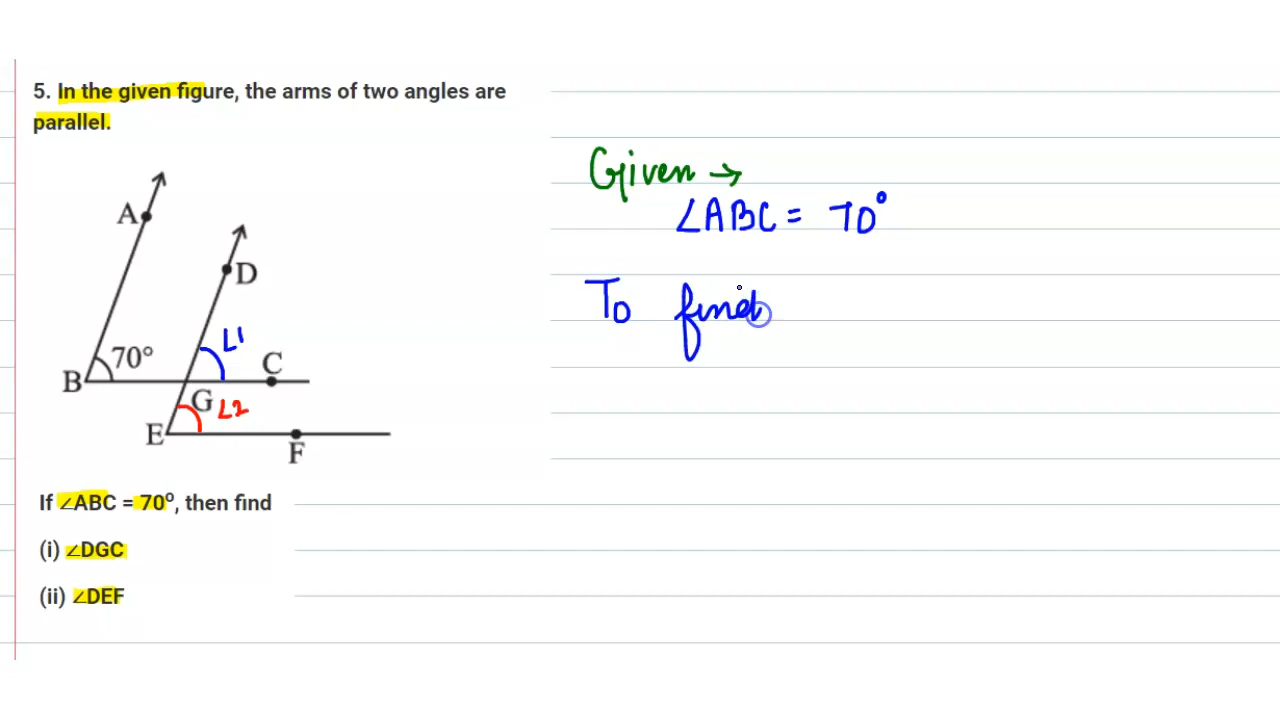 5. In the given figure, the arms of two angles are
parallel.
A
D
∠1
70°
C
B
G
∠2
E
F
If ∠ABC = 70°, then find
(i) ∠DGC
(ii) ∠DEF
Given →
∠ABC = 70°
To find